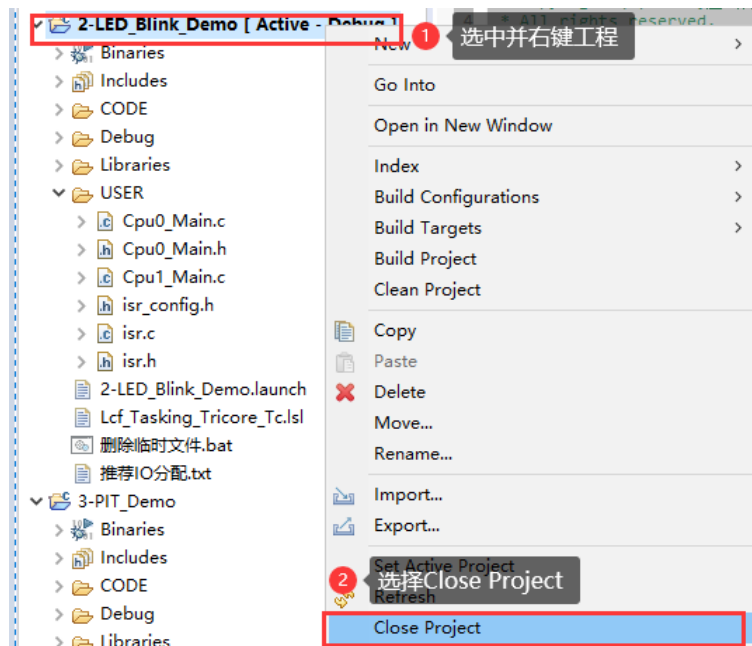 2-LED_Blink_Demo [ Active - Debug ]
4 * All rights reserved.
1 选中并右键工程
Binaries
Includes
CODE
Debug
Libraries
USER
.c Cpu0_Main.c
.h Cpu0_Main.h
.c Cpu1_Main.c
.h isr_config.h
.c isr.c
.h isr.h
2-LED_Blink_Demo.launch
Lcf_Tasking_Tricore_Tc.lsl
删除临时文件.bat
推荐IO分配.txt
3-PIT_Demo
Binaries
Includes
CODE
Debug
Libraries
New
Go Into
Open in New Window
Index
Build Configurations
Build Targets
Build Project
Clean Project
Copy
Paste
Delete
Move...
Rename...
Import...
Export...
Set Active Project
2 选择Close Project
Refresh
Close Project